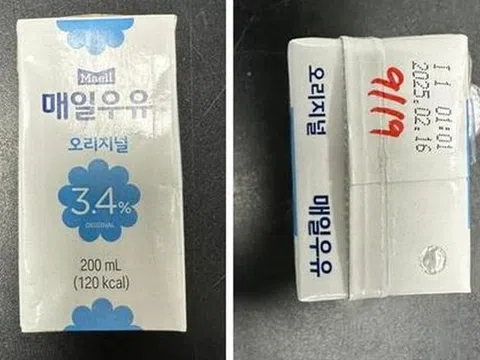 Maeil
매일우유
오리지널
3.4%
ORIGINAL
200 mL
(120 kcal)
오리지널 매일우유
9/19
I1 01:01
2025.02.16